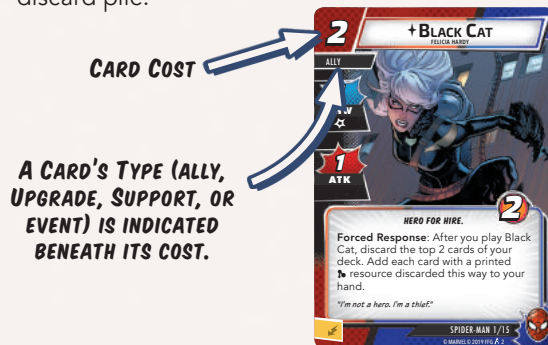 discard pile.
CARD COST
A CARD'S TYPE (ALLY,
UPGRADE, SUPPORT, OR
EVENT) IS INDICATED
BENEATH ITS COST.
2
BLACK CAT
FELICIA HARDY
ALLY
1
ATK
2
HERO FOR HIRE.
Forced Response: After you play Black
Cat, discard the top 2 cards of your
deck. Add each card with a printed
resource discarded this way to your
hand.
"I'm not a hero. I'm a thief."
SPIDER-MAN 1/15
© MARVEL © 2019 FFG 2